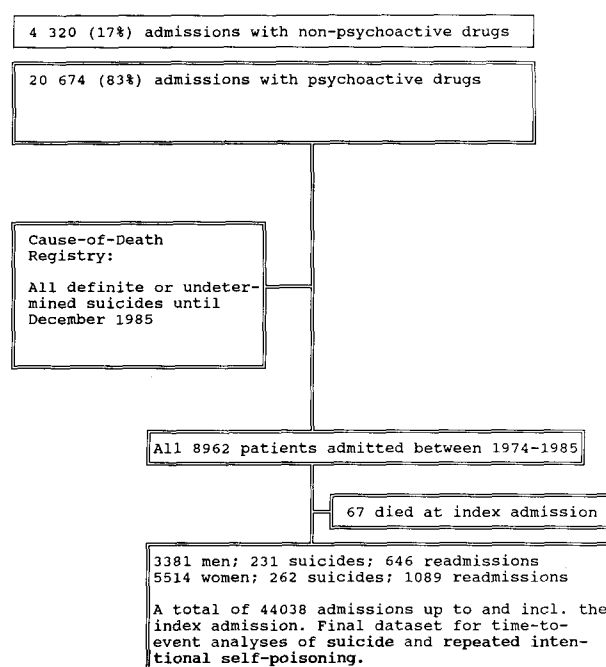 4 320 (17%) admissions with non-psychoactive drugs
20 674 (83%) admissions with psychoactive drugs
Cause-of-Death
Registry:
All definite or undeter-
mined suicides until
December 1985
All 8962 patients admitted between 1974-1985
67 died at index admission
3381 men; 231 suicides; 646 readmissions
5514 women; 262 suicides; 1089 readmissions
A total of 44038 admissions up to and incl. the
index admission. Final dataset for time-to-
event analyses of suicide and repeated inten-
tional self-poisoning.